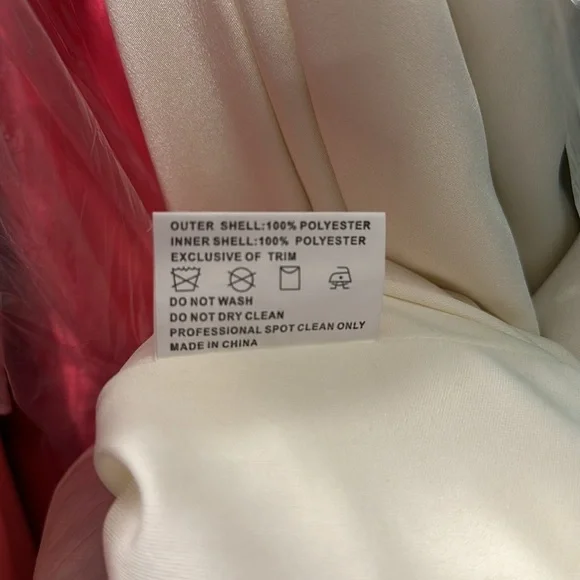 OUTER SHELL:100% POLYESTER
INNER SHELL:100% POLYESTER
EXCLUSIVE OF TRIM
DO NOT WASH
DO NOT DRY CLEAN
PROFESSIONAL SPOT CLEAN ONLY
MADE IN CHINA